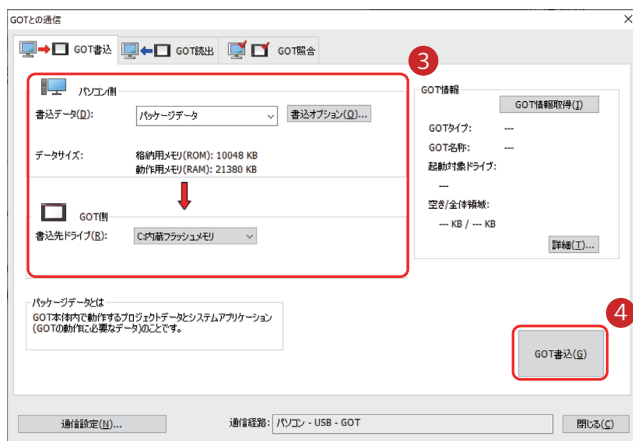 GOTとの通信
×
GOT書込
GOT読出
GOT照合
3
パソコン側
書込データ(D):
パッケージデータ
書込オプション(O)...
データサイズ:
格納用メモリ(ROM): 10048 KB
動作用メモリ(RAM): 21380 KB
GOT側
書込先ドライブ(R):
C:内蔵フラッシュメモリ
GOT情報
GOT情報取得(I)
GOTタイプ: ---
GOT名称: ---
起動対象ドライブ:
---
空き/全体領域:
--- KB / --- KB
詳細(T)...
パッケージデータとは
GOT本体内で動作するプロジェクトデータとシステムアプリケーション
(GOTの動作に必要なデータ)のことです。
4
GOT書込(G)
通信設定(N)...
通信経路: パソコン - USB - GOT
閉じる(C)